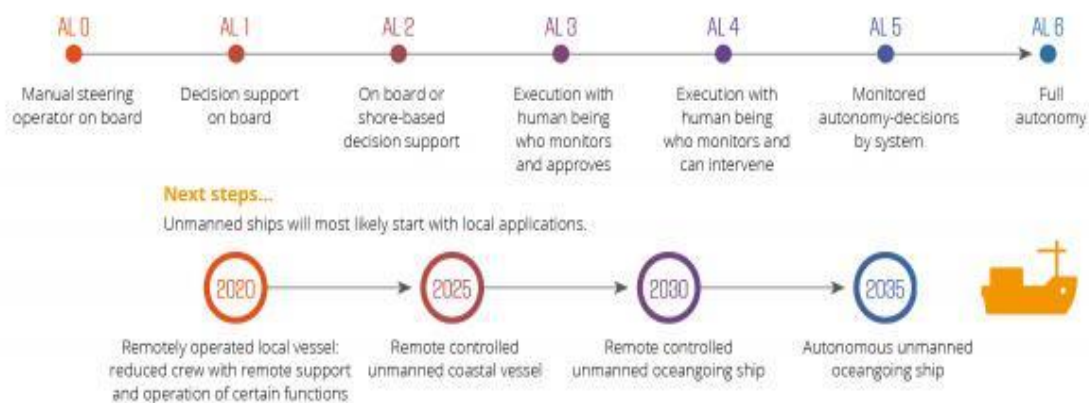 AL 0 AL 1 AL 2 AL 3 AL 4 AL 5 AL 6
Manual steering Decision support On board or Execution with Execution with Monitored Full
operator on board on board shore-based human being human being autonomy-decisions autonomy
decision support who monitors who monitors and by system
and approves can intervene
Next steps...
Unmanned ships will most likely start with local applications.
2020 2025 2030 2035
Remotely operated local vessel: Remote controlled Remote controlled Autonomous unmanned
reduced crew with remote support unmanned coastal vessel unmanned oceangoing ship oceangoing ship
and operation of certain functions